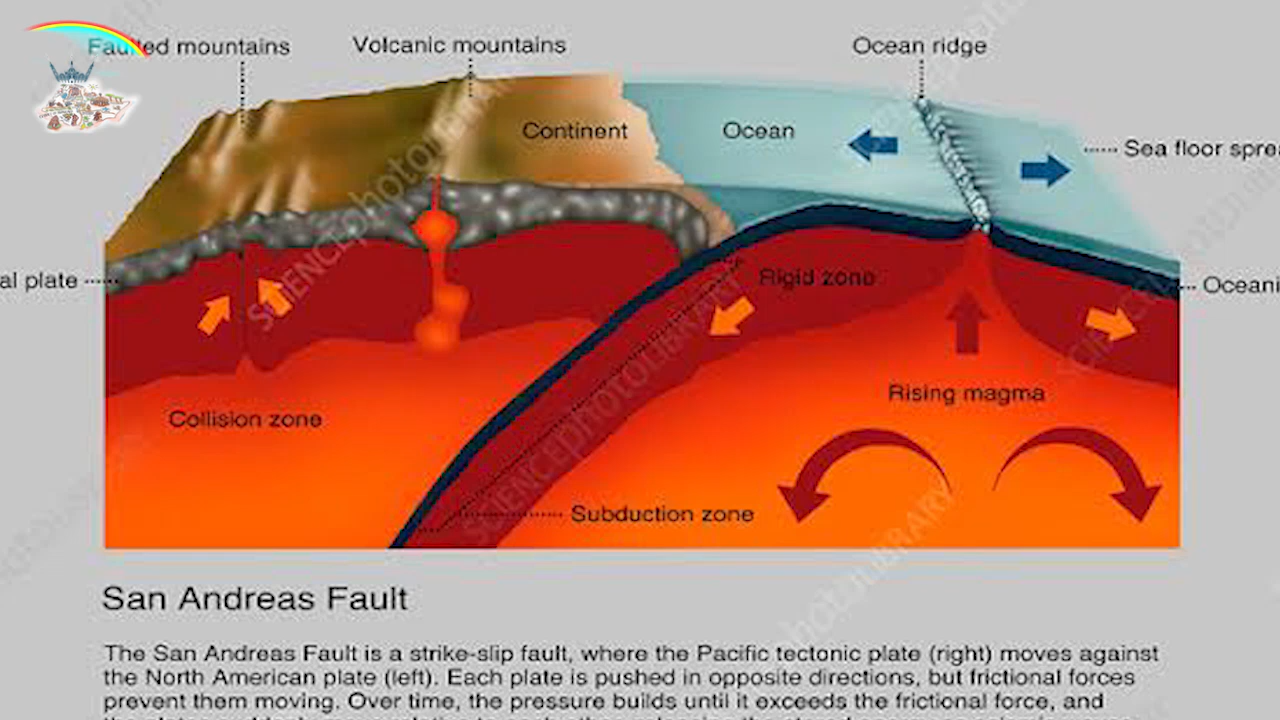 Faulted mountains
Volcanic mountains
Ocean ridge
Continent
Ocean
Sea floor
al plate
Rigid zone
Rising magma
Collision zone
Subduction zone
San Andreas Fault
The San Andreas Fault is a strike-slip fault, where the Pacific tectonic plate (right) moves against
the North American plate (left). Each plate is pushed in opposite directions, but frictional forces
prevent them moving. Over time, the pressure builds until it exceeds the frictional force, and
SCIENCEphotoLIBRARY